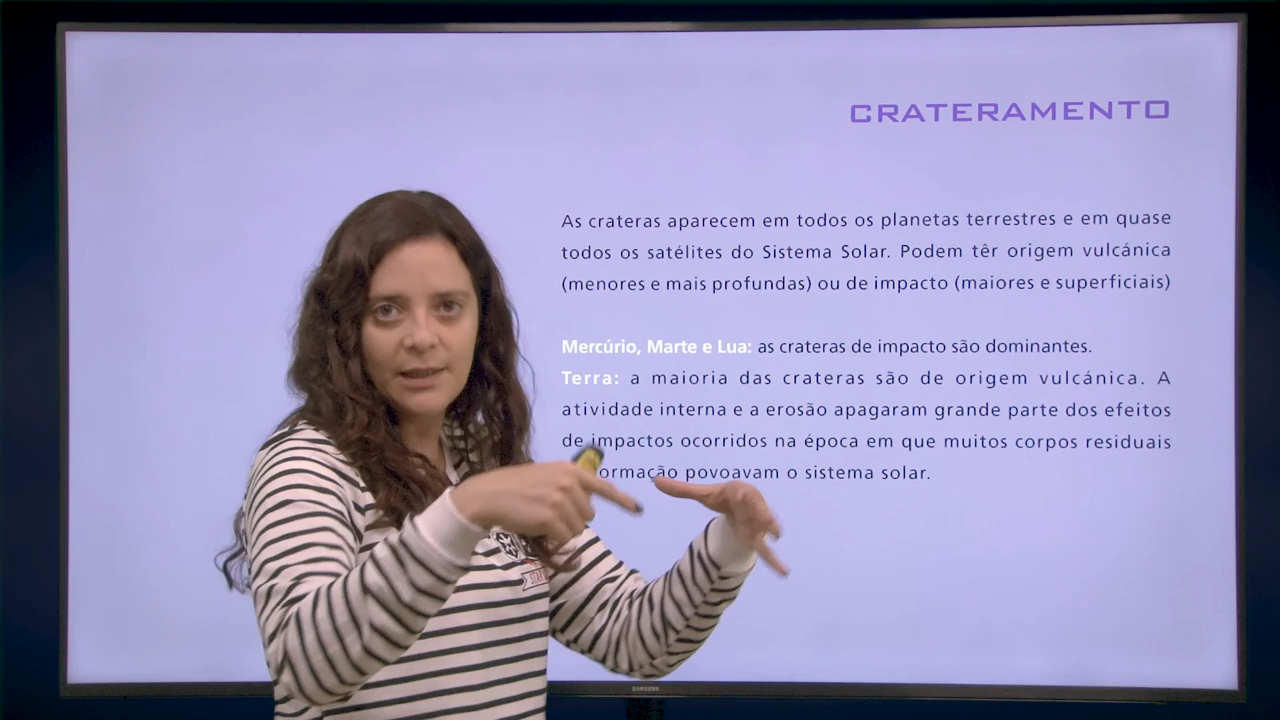 CRATERAMENTO
As crateras aparecem em todos os planetas terrestres e em quase
todos os satélites do Sistema Solar. Podem têr origem vulcánica
(menores e mais profundas) ou de impacto (maiores e superficiais)
Mercúrio, Marte e Lua: as crateras de impacto são dominantes.
Terra: a maioria das crateras são de origem vulcánica. A
atividade interna e a erosão apagaram grande parte dos efeitos
de impactos ocorridos na época em que muitos corpos residuais
povoavam o sistema solar.
SAMSUNG